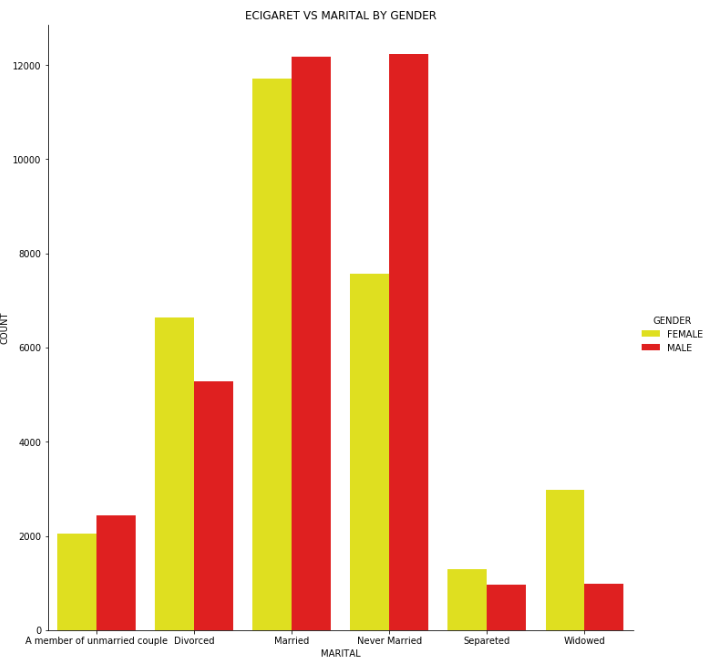 ECIGARET VS MARITAL BY GENDER
12000
10000
8000
6000
4000
2000
0
COUNT
A member of unmarried couple
Divorced
Married
Never Married
Separeted
Widowed
MARITAL
GENDER
FEMALE
MALE